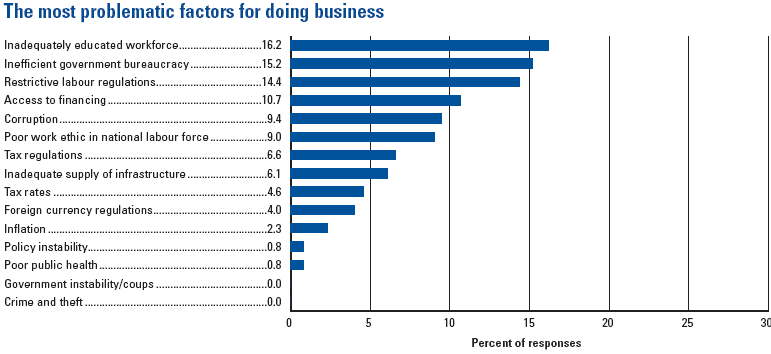 The most problematic factors for doing business
Inadequately educated workforce............................16.2
Inefficient government bureaucracy........................15.2
Restrictive labour regulations...................................14.4
Access to financing.....................................................10.7
Corruption......................................................................9.4
Poor work ethic in national labour force...................9.0
Tax regulations..............................................................6.6
Inadequate supply of infrastructure...........................6.1
Tax rates.........................................................................4.6
Foreign currency regulations.......................................4.0
Inflation...........................................................................2.3
Policy instability.............................................................0.8
Poor public health..........................................................0.8
Government instability/coups.......................................0.0
Crime and theft...............................................................0.0
0 5 10 15 20 25 30
Percent of responses